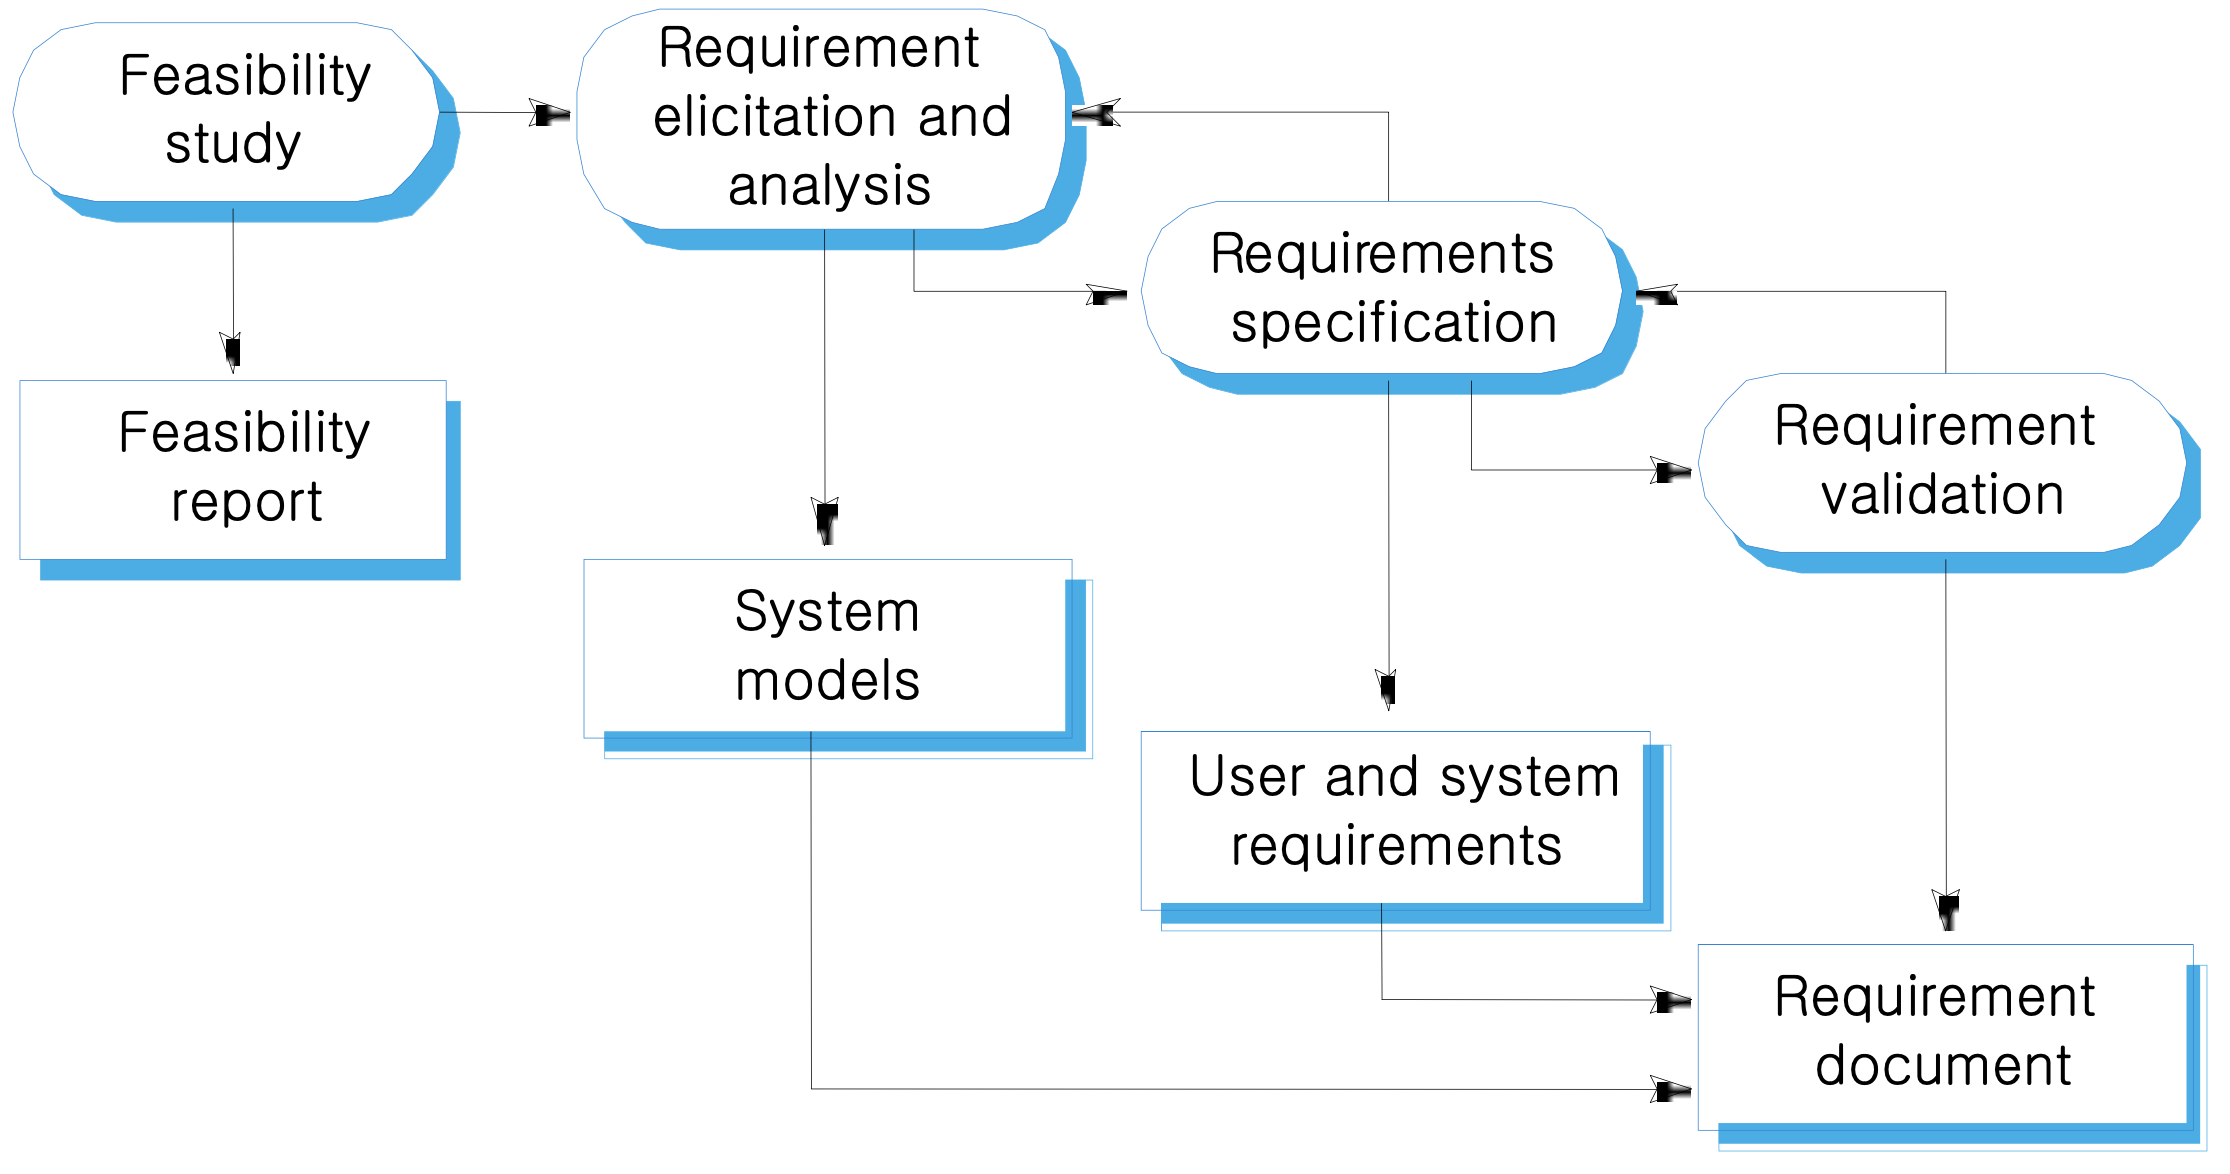 Feasibility
study
Requirement
elicitation and
analysis
Requirements
specification
Requirement
validation
Feasibility
report
System
models
User and system
requirements
Requirement
document